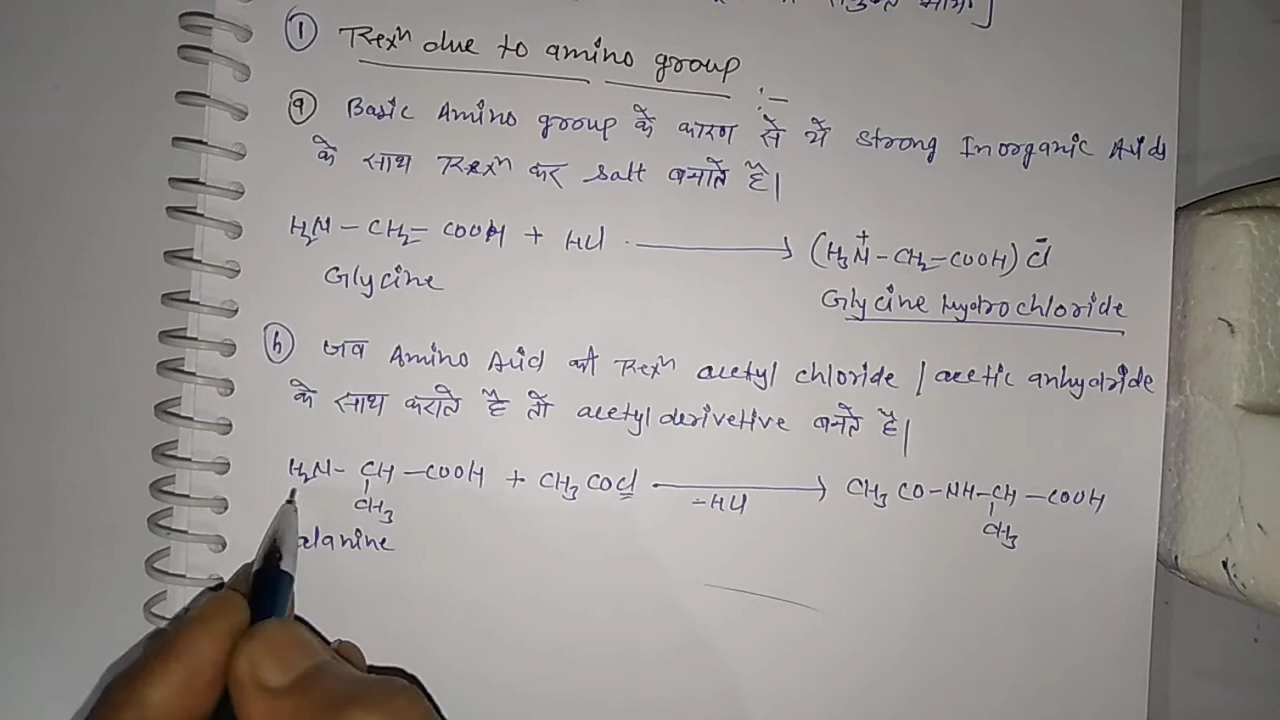 ① Rexⁿ due to amino group :-
ⓐ Basic Amino group के कारण से ये strong Inorganic Acids
के साथ Rexⁿ कर salt बनाते है।
H₂N – CH₂ – COOH + HCl ⟶ (H₃N⁺ – CH₂ – COOH) Cl⁻
Glycine
Glycine hydrochloride
ⓑ जब Amino Acid की Rexⁿ acetyl chloride / acetic anhydride
के साथ कराते है तो acetyl derivetive बनते है।
H₂N – CH – COOH + CH₃COCl ⟶ CH₃CO–NH–CH–COOH
–HCl
CH₃ CH₃
alanine